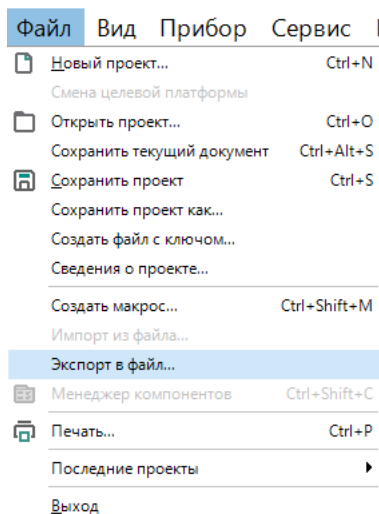 Файл Вид Прибор Сервис
Новый проект... Ctrl+N
Смена целевой платформы
Открыть проект... Ctrl+O
Сохранить текущий документ Ctrl+Alt+S
Сохранить проект Ctrl+S
Сохранить проект как...
Создать файл с ключом...
Сведения о проекте...
Создать макрос... Ctrl+Shift+M
Импорт из файла...
Экспорт в файл...
Менеджер компонентов Ctrl+Shift+C
Печать... Ctrl+P
Последние проекты
Выход